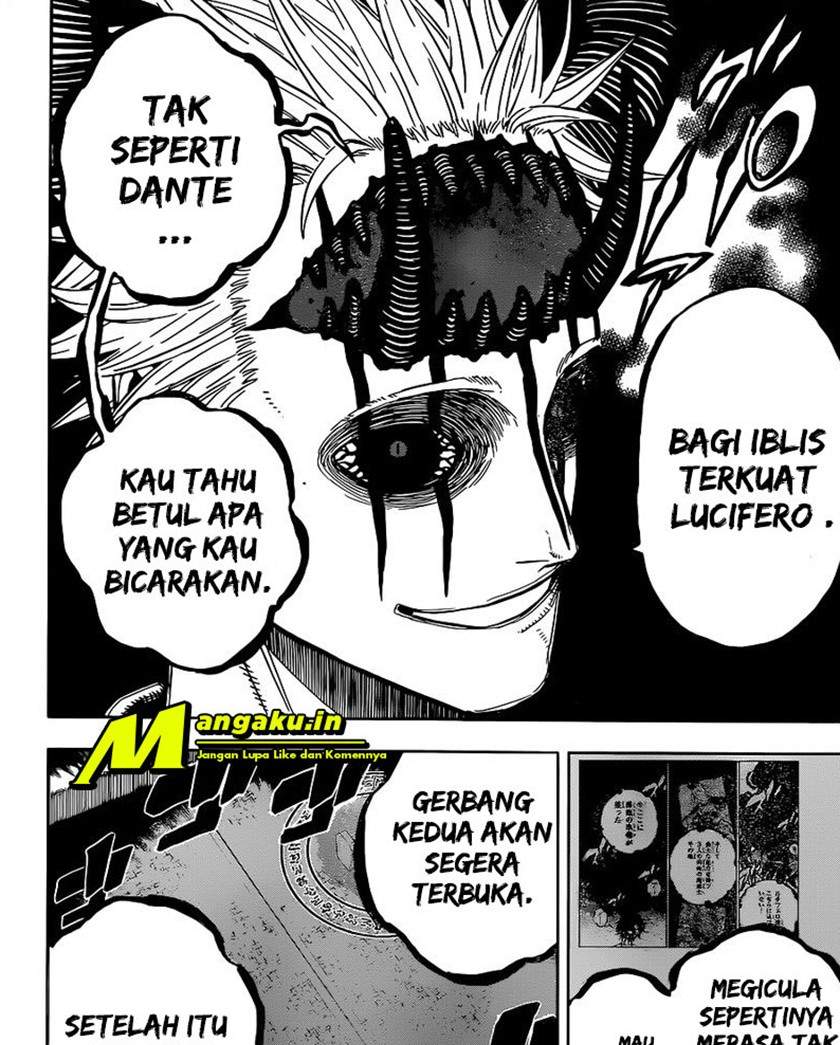 TAK
SEPERTI
DANTE
...
BAGI IBLIS
TERKUAT
LUCIFERO .
KAU TAHU
BETUL APA
YANG KAU
BICARAKAN.
Mangaku.in
Jangan Lupa Like dan Komennya
GERBANG
KEDUA AKAN
SEGERA
TERBUKA.
SETELAH ITU
MEGICULA
SEPERTINYA
MERASA TAK
MAU